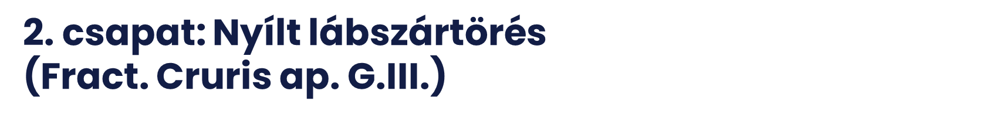 2. csapat: Nyílt lábszártörés
(Fract. Cruris ap. G.III.)